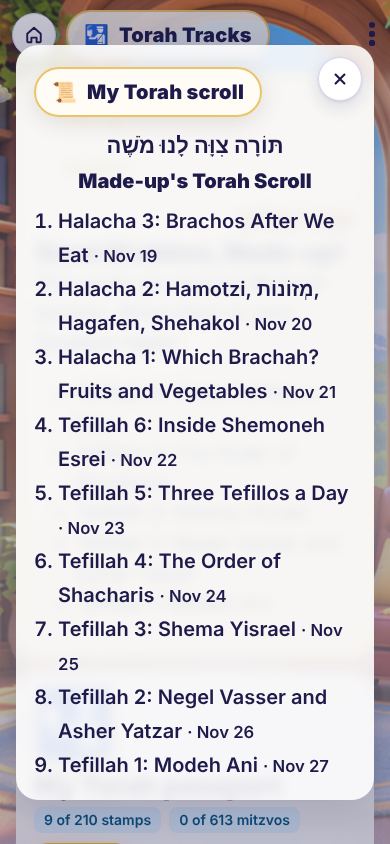 Torah Tracks
📜 My Torah scroll
תּוֹרָה צִוָּה לָנוּ מֹשֶׁה
Made-up's Torah Scroll
1. Halacha 3: Brachos After We
Eat · Nov 19
2. Halacha 2: Hamotzi, מְזוֹנוֹת,
Hagafen, Shehakol · Nov 20
3. Halacha 1: Which Brachah?
Fruits and Vegetables · Nov 21
4. Tefillah 6: Inside Shemoneh
Esrei · Nov 22
5. Tefillah 5: Three Tefillos a Day
· Nov 23
6. Tefillah 4: The Order of
Shacharis · Nov 24
7. Tefillah 3: Shema Yisrael · Nov
25
8. Tefillah 2: Negel Vasser and
Asher Yatzar · Nov 26
9. Tefillah 1: Modeh Ani · Nov 27
9 of 210 stamps 0 of 613 mitzvos